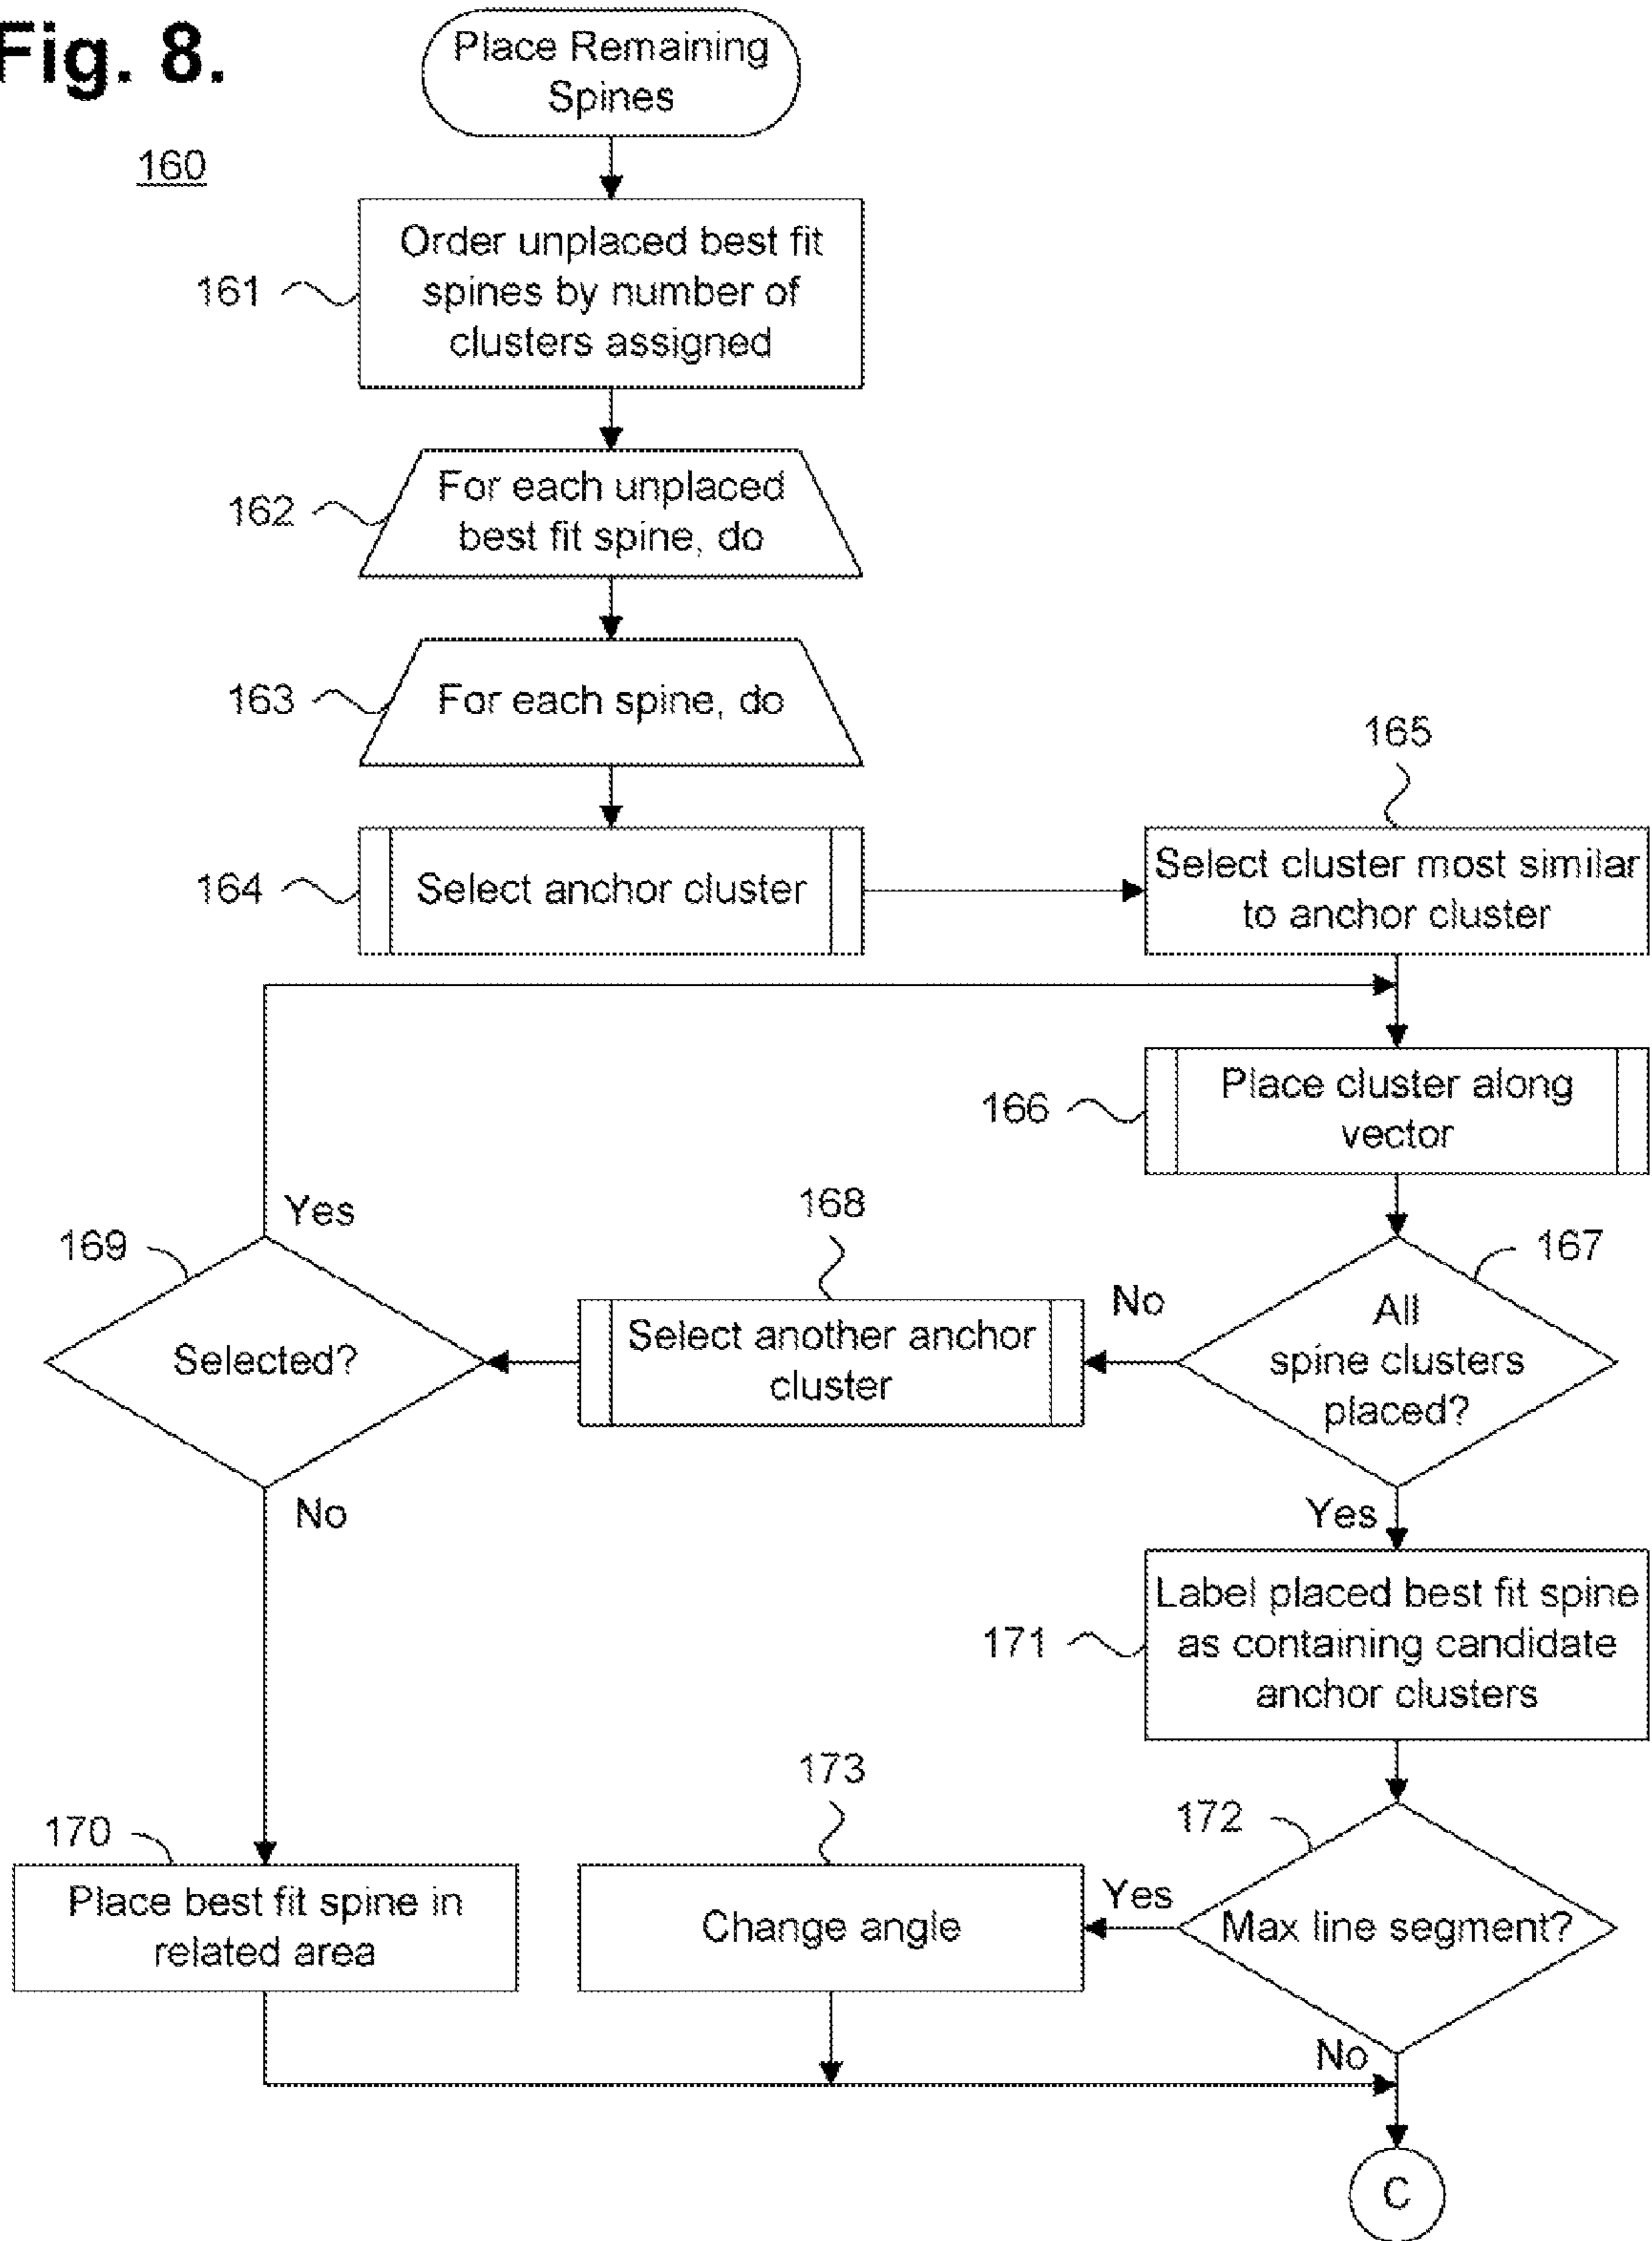 Fig. 8.
160
Place Remaining
Spines
161
Order unplaced best fit
spines by number of
clusters assigned
162
For each unplaced
best fit spine, do
163
For each spine, do
164
Select anchor cluster
165
Select cluster most similar
to anchor cluster
166
Place cluster along
vector
167
All
spine clusters
placed?
No
Yes
168
Select another anchor
cluster
169
Selected?
Yes
No
170
Place best fit spine in
related area
171
Label placed best fit spine
as containing candidate
anchor clusters
172
Max line segment?
Yes
No
173
Change angle
C